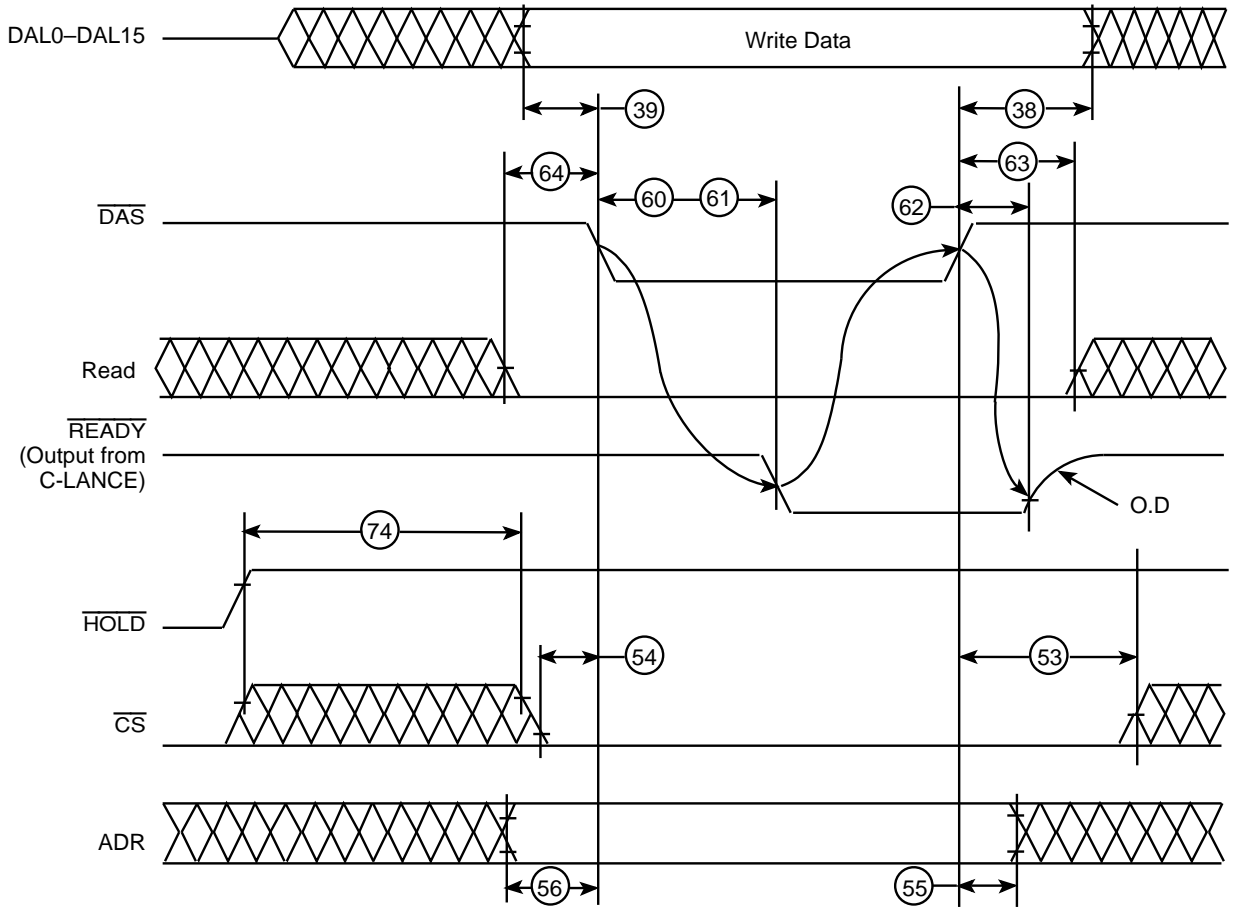 DAL0–DAL15
Write Data
39
38
64
63
60
61
62
DAS
Read
READY
(Output from
C-LANCE)
O.D
74
HOLD
54
53
CS
ADR
56
55